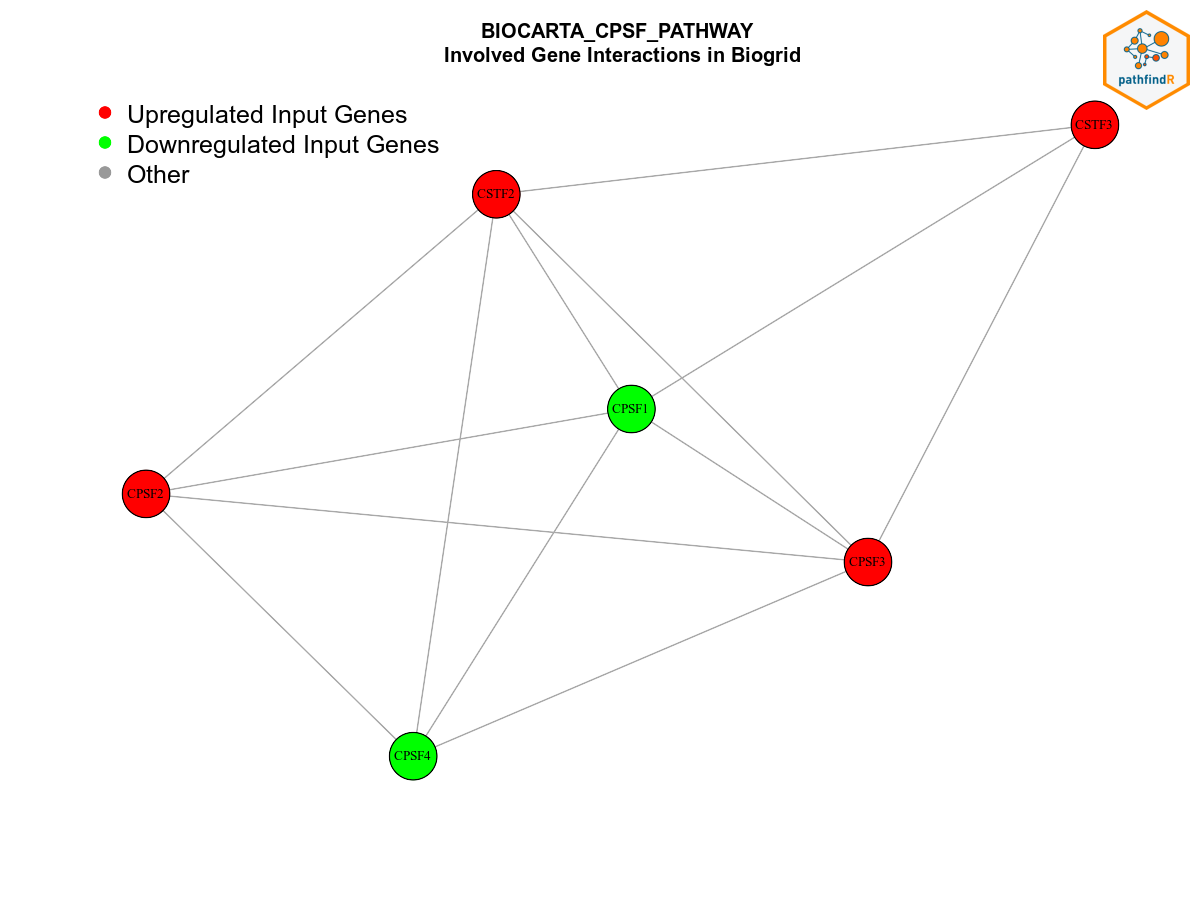 BIOCARTA_CPSF_PATHWAY
Involved Gene Interactions in Biogrid
pathfindR
Upregulated Input Genes
Downregulated Input Genes
Other
CSTF3
CSTF2
CPSF1
CPSF2
CPSF3
CPSF4